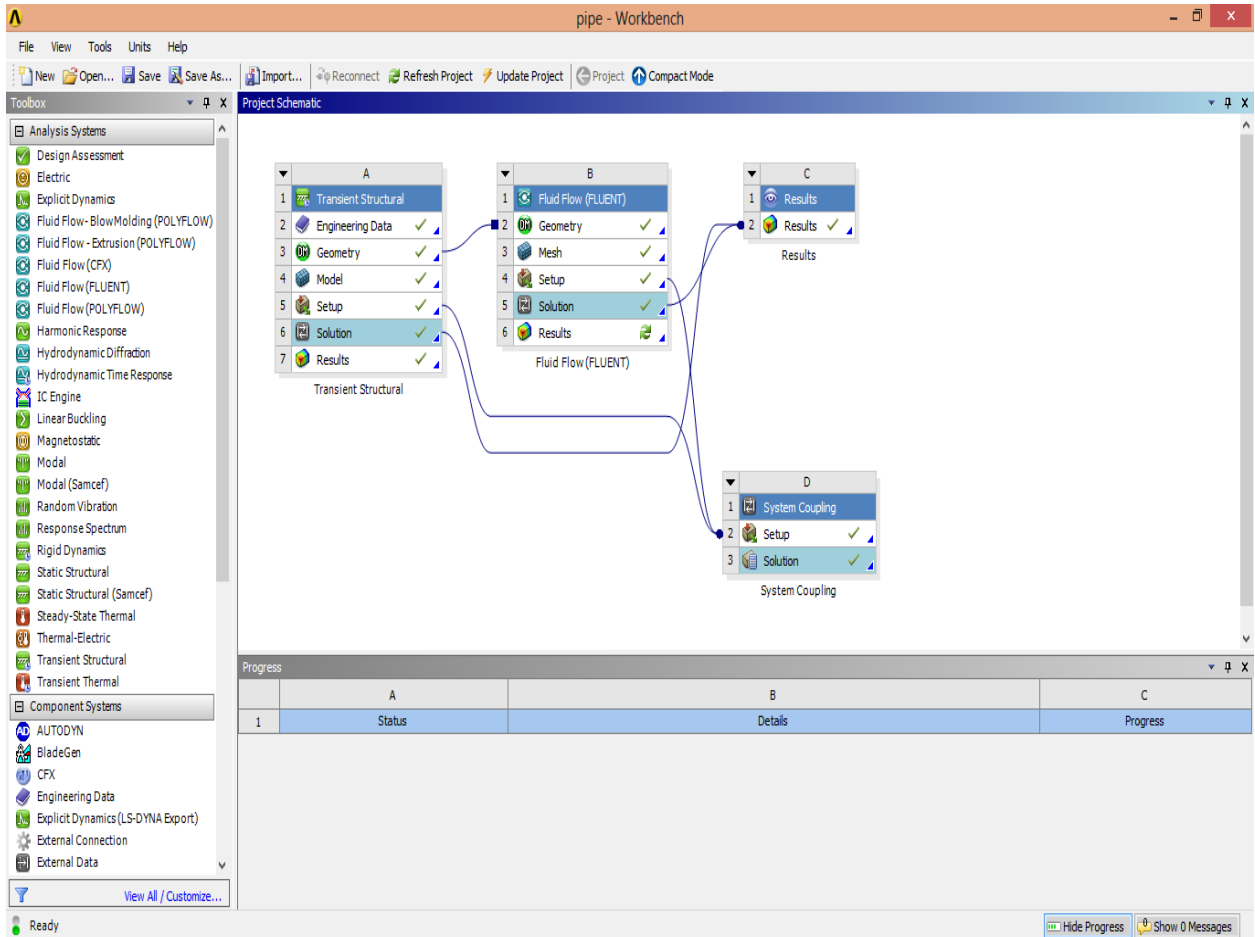 pipe - Workbench
File View Tools Units Help
New Open... Save Save As... Import... Reconnect Refresh Project Update Project Project Compact Mode
Toolbox
Analysis Systems
Design Assessment
Electric
Explicit Dynamics
Fluid Flow- BlowMolding (POLYFLOW)
Fluid Flow - Extrusion (POLYFLOW)
Fluid Flow (CFX)
Fluid Flow (FLUENT)
Fluid Flow (POLYFLOW)
Harmonic Response
Hydrodynamic Diffraction
Hydrodynamic Time Response
IC Engine
Linear Buckling
Magnetostatic
Modal
Modal (Samcef)
Random Vibration
Response Spectrum
Rigid Dynamics
Static Structural
Static Structural (Samcef)
Steady-State Thermal
Thermal-Electric
Transient Structural
Transient Thermal
Component Systems
AUTODYN
BladeGen
CFX
Engineering Data
Explicit Dynamics (LS-DYNA Export)
External Connection
External Data
View All / Customize...
Project Schematic
A
1 Transient Structural
2 Engineering Data
3 DM Geometry
4 Model
5 Setup
6 Solution
7 Results
Transient Structural
B
1 Fluid Flow (FLUENT)
2 DM Geometry
3 Mesh
4 Setup
5 Solution
6 Results
Fluid Flow (FLUENT)
C
1 Results
2 Results
Results
D
1 System Coupling
2 Setup
3 Solution
System Coupling
Progress
A B C
1 Status Details Progress
Ready
Hide Progress Show 0 Messages